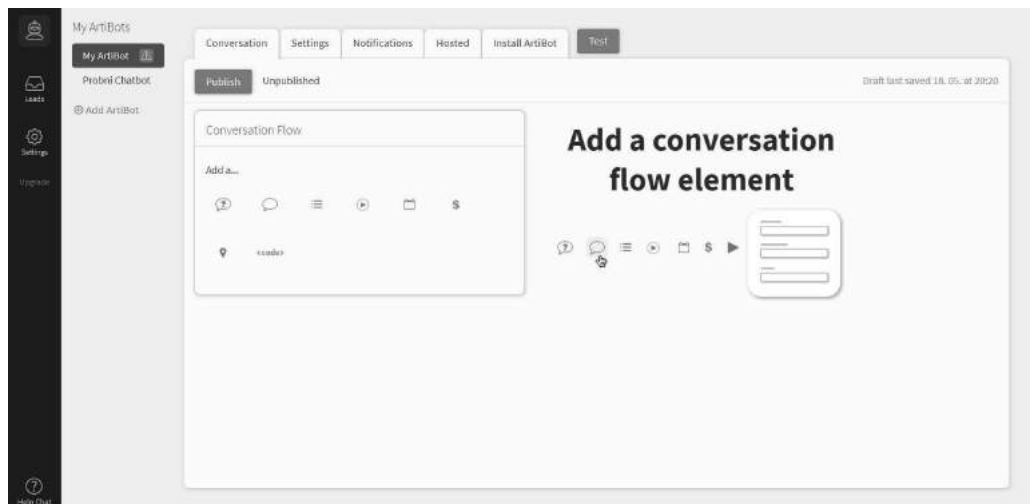 My ArtiBots
My ArtiBot
Probni Chatbot
Add ArtiBot
Leads
Settings
Upgrade
Help Chat
Conversation
Settings
Notifications
Hosted
Install ArtiBot
Test
Publish
Unpublished
Draft last saved 18. 05. at 20:20
Conversation Flow
Add a...
$
<code>
Add a conversation
flow element
$